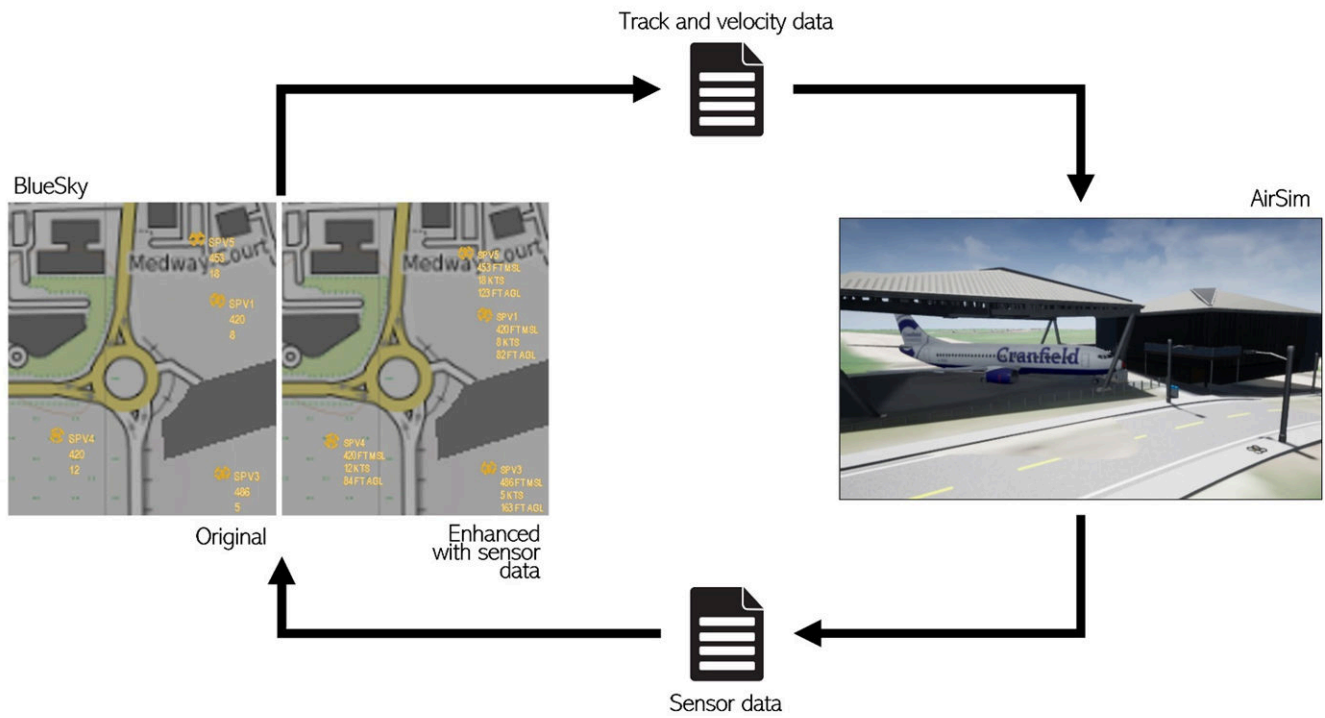 Track and velocity data
BlueSky
AirSim
SPV5
453
18
Medway Court
SPV1
420
8
SPV4
420
12
SPV3
486
5
SPV5
453 FT MSL
Medway Court
18 KTS
123 FT AGL
SPV1
420 FT MSL
8 KTS
82 FT AGL
SPV4
420 FT MSL
12 KTS
84 FT AGL
SPV3
486 FT MSL
5 KTS
163 FT AGL
Cranfield
Original
Enhanced
with sensor
data
Sensor data